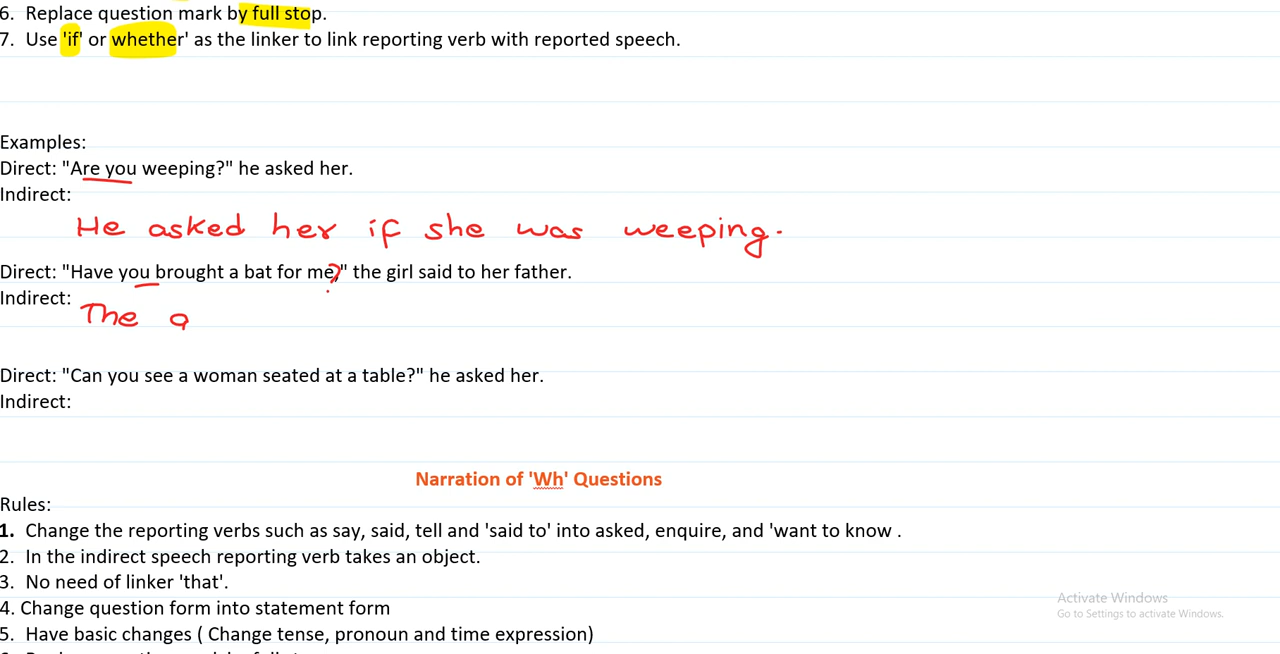 6. Replace question mark by full stop.
7. Use 'if' or whether' as the linker to link reporting verb with reported speech.
Examples:
Direct: "Are you weeping?" he asked her.
Indirect:
He asked her if she was weeping.
Direct: "Have you brought a bat for me?" the girl said to her father.
Indirect:
The g
Direct: "Can you see a woman seated at a table?" he asked her.
Indirect:
Narration of 'Wh' Questions
Rules:
1. Change the reporting verbs such as say, said, tell and 'said to' into asked, enquire, and 'want to know .
2. In the indirect speech reporting verb takes an object.
3. No need of linker 'that'.
4. Change question form into statement form
5. Have basic changes ( Change tense, pronoun and time expression)
Activate Windows
Go to Settings to activate Windows.